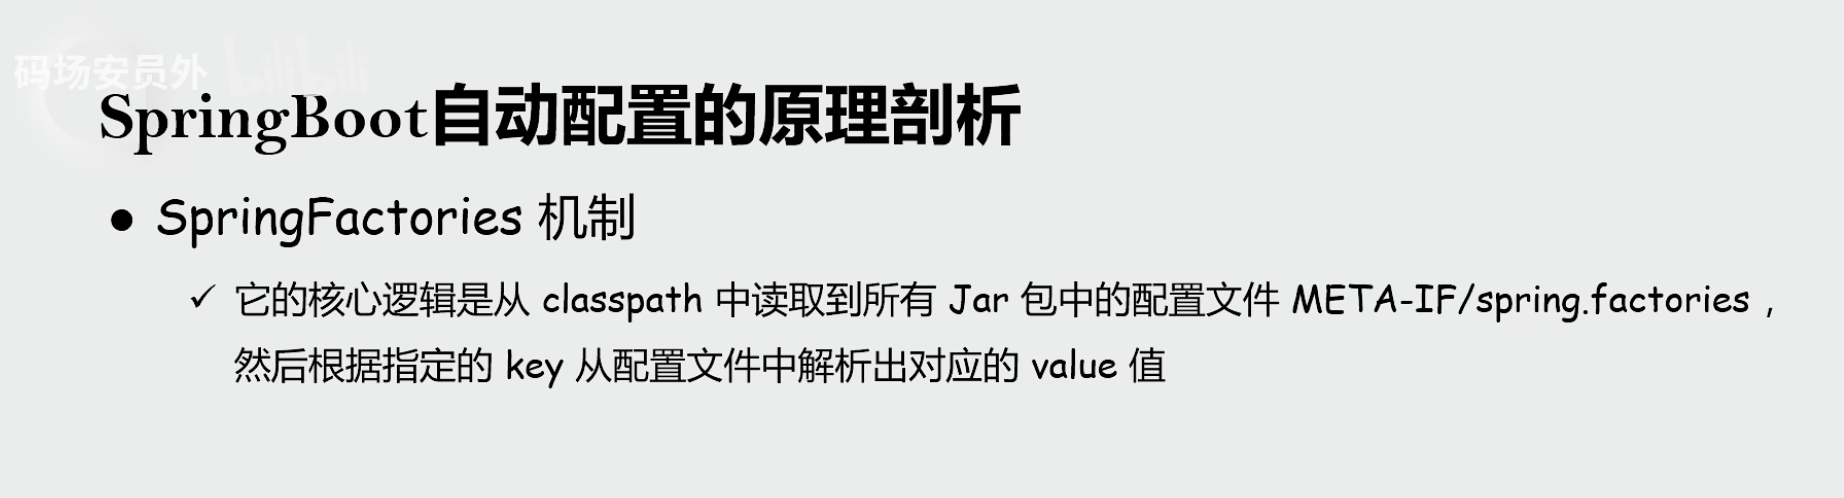 码场安员外 bilibili
SpringBoot自动配置的原理剖析
● SpringFactories 机制
✓ 它的核心逻辑是从 classpath 中读取到所有 Jar 包中的配置文件 META-IF/spring.factories，
然后根据指定的 key 从配置文件中解析出对应的 value 值